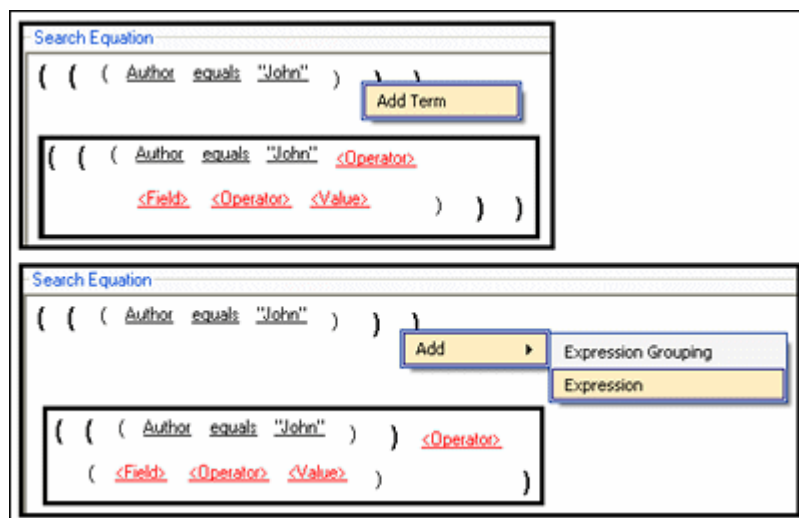 Search Equation
( ( ( Author equals "John" ) ) )
Add Term
( ( ( Author equals "John" <Operator>
<Field> <Operator> <Value> ) ) )
Search Equation
( ( ( Author equals "John" ) ) )
Add Expression Grouping
Expression
( ( ( Author equals "John" ) ) <Operator>
( <Field> <Operator> <Value> ) )